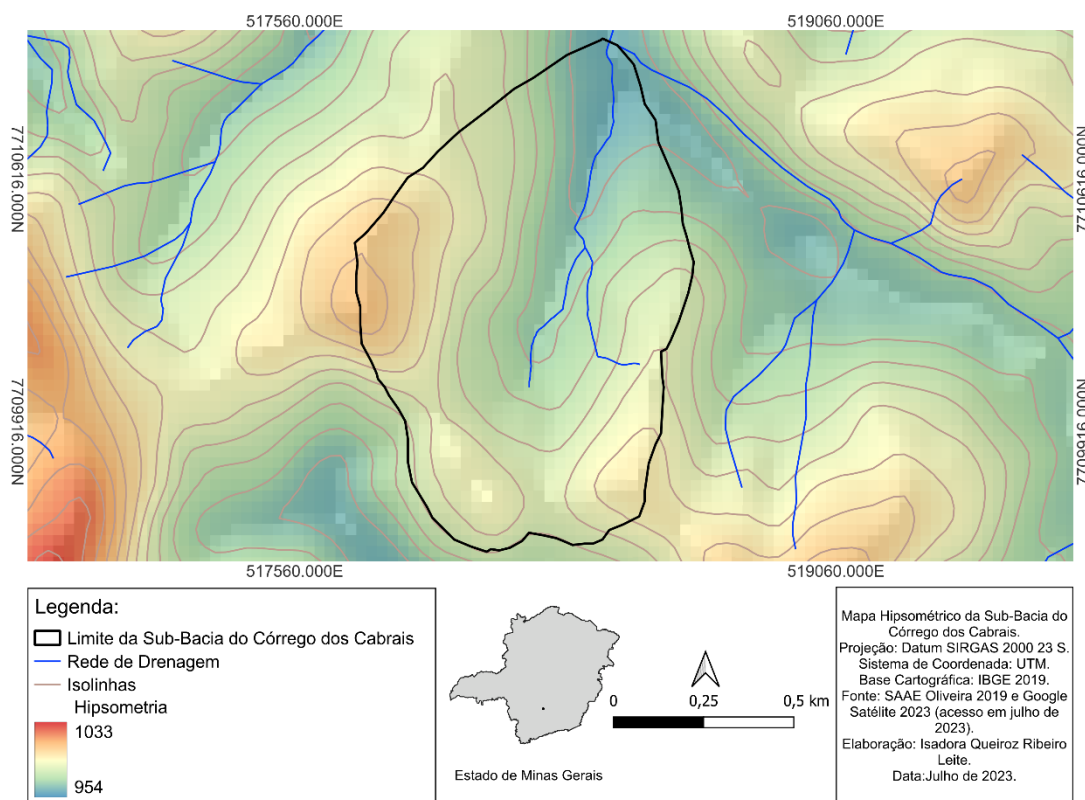 517560.000E
519060.000E
7710616.000N
7710616.000N
7709916.000N
7709916.000N
517560.000E
519060.000E
Legenda:
Limite da Sub-Bacia do Córrego dos Cabrais
Rede de Drenagem
Isolinhas
Hipsometria
1033
954
Estado de Minas Gerais
0
0,25
0,5 km
Mapa Hipsométrico da Sub-Bacia do
Córrego dos Cabrais.
Projeção: Datum SIRGAS 2000 23 S.
Sistema de Coordenada: UTM.
Base Cartográfica: IBGE 2019.
Fonte: SAAE Oliveira 2019 e Google
Satélite 2023 (acesso em julho de
2023).
Elaboração: Isadora Queiroz Ribeiro
Leite.
Data:Julho de 2023.